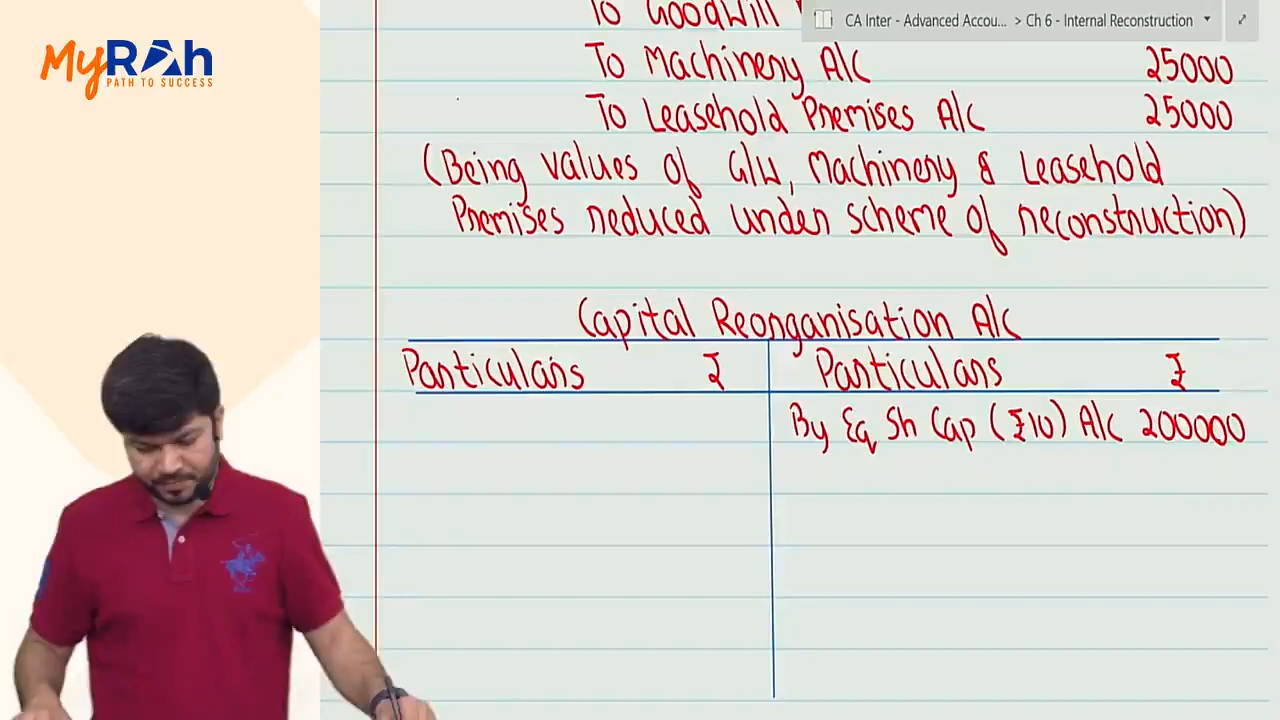 MyRAh
PATH TO SUCCESS
CA Inter - Advanced Accou... > Ch 6 - Internal Reconstruction
To Goodwill
To Machinery A/c 25000
To Leasehold Premises A/c 25000
(Being values of G/W, Machinery & Leasehold
Premises reduced under scheme of reconstruction)
Capital Reorganisation A/c
Particulars ₹ Particulars ₹
By Eq Sh Cap (₹10) A/c 200000